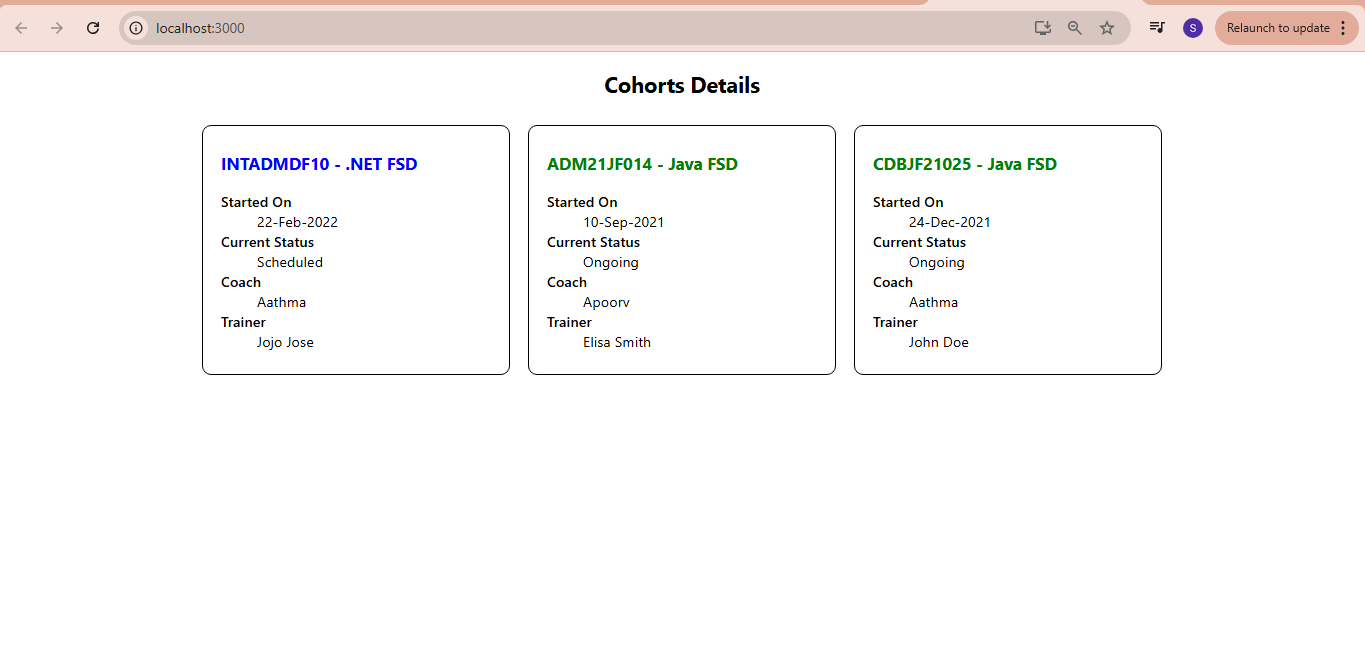 localhost:3000
S
Relaunch to update
Cohorts Details
INTADMDF10 - .NET FSD
Started On
22-Feb-2022
Current Status
Scheduled
Coach
Aathma
Trainer
Jojo Jose
ADM21JF014 - Java FSD
Started On
10-Sep-2021
Current Status
Ongoing
Coach
Apoorv
Trainer
Elisa Smith
CDBJF21025 - Java FSD
Started On
24-Dec-2021
Current Status
Ongoing
Coach
Aathma
Trainer
John Doe